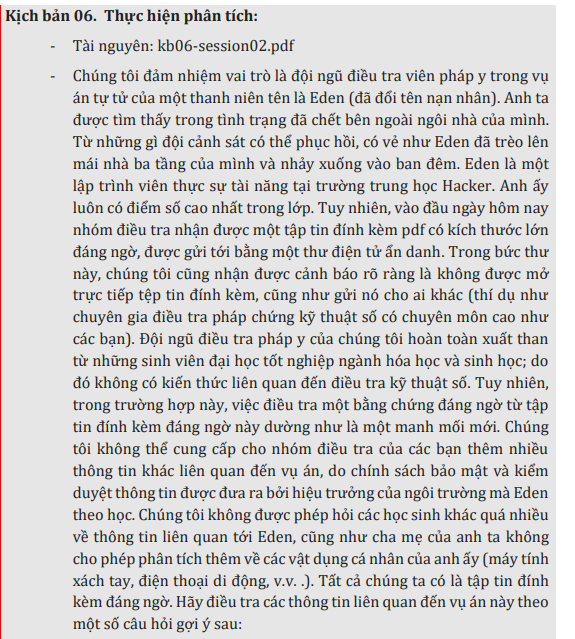 Kịch bản 06. Thực hiện phân tích:
- Tài nguyên: kb06-session02.pdf
- Chúng tôi đảm nhiệm vai trò là đội ngũ điều tra viên pháp y trong vụ
án tự tử của một thanh niên tên là Eden (đã đổi tên nạn nhân). Anh ta
được tìm thấy trong tình trạng đã chết bên ngoài ngôi nhà của mình.
Từ những gì đội cảnh sát có thể phục hồi, có vẻ như Eden đã trèo lên
mái nhà ba tầng của mình và nhảy xuống vào ban đêm. Eden là một
lập trình viên thực sự tài năng tại trường trung học Hacker. Anh ấy
luôn có điểm số cao nhất trong lớp. Tuy nhiên, vào đầu ngày hôm nay
nhóm điều tra nhận được một tập tin đính kèm pdf có kích thước lớn
đáng ngờ, được gửi tới bằng một thư điện tử ẩn danh. Trong bức thư
này, chúng tôi cũng nhận được cảnh báo rõ ràng là không được mở
trực tiếp tệp tin đính kèm, cũng như gửi nó cho ai khác (thí dụ như
chuyên gia điều tra pháp chứng kỹ thuật số có chuyên môn cao như
các bạn). Đội ngũ điều tra pháp y của chúng tôi hoàn toàn xuất than
từ những sinh viên đại học tốt nghiệp ngành hóa học và sinh học; do
đó không có kiến thức liên quan đến điều tra kỹ thuật số. Tuy nhiên,
trong trường hợp này, việc điều tra một bằng chứng đáng ngờ từ tập
tin đính kèm đáng ngờ này dường như là một manh mối mới. Chúng
tôi không thể cung cấp cho nhóm điều tra của các bạn thêm nhiều
thông tin khác liên quan đến vụ án, do chính sách bảo mật và kiểm
duyệt thông tin được đưa ra bởi hiệu trưởng của ngôi trường mà Eden
theo học. Chúng tôi không được phép hỏi các học sinh khác quá nhiều
về thông tin liên quan tới Eden, cũng như cha mẹ của anh ta không
cho phép phân tích thêm về các vật dụng cá nhân của anh ấy (máy tính
xách tay, điện thoại di động, v.v. .). Tất cả chúng ta có là tập tin đính
kèm đáng ngờ. Hãy điều tra các thông tin liên quan đến vụ án này theo
một số câu hỏi gợi ý sau: